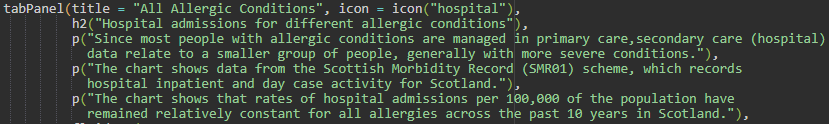 tabPanel(title = "All Allergic Conditions", icon = icon("hospital"),
h2("Hospital admissions for different allergic conditions"),
p("Since most people with allergic conditions are managed in primary care,secondary care (hospital)
data relate to a smaller group of people, generally with more severe conditions."),
p("The chart shows data from the Scottish Morbidity Record (SMR01) scheme, which records
hospital inpatient and day case activity for Scotland."),
p("The chart shows that rates of hospital admissions per 100,000 of the population have
remained relatively constant for all allergies across the past 10 years in Scotland."),